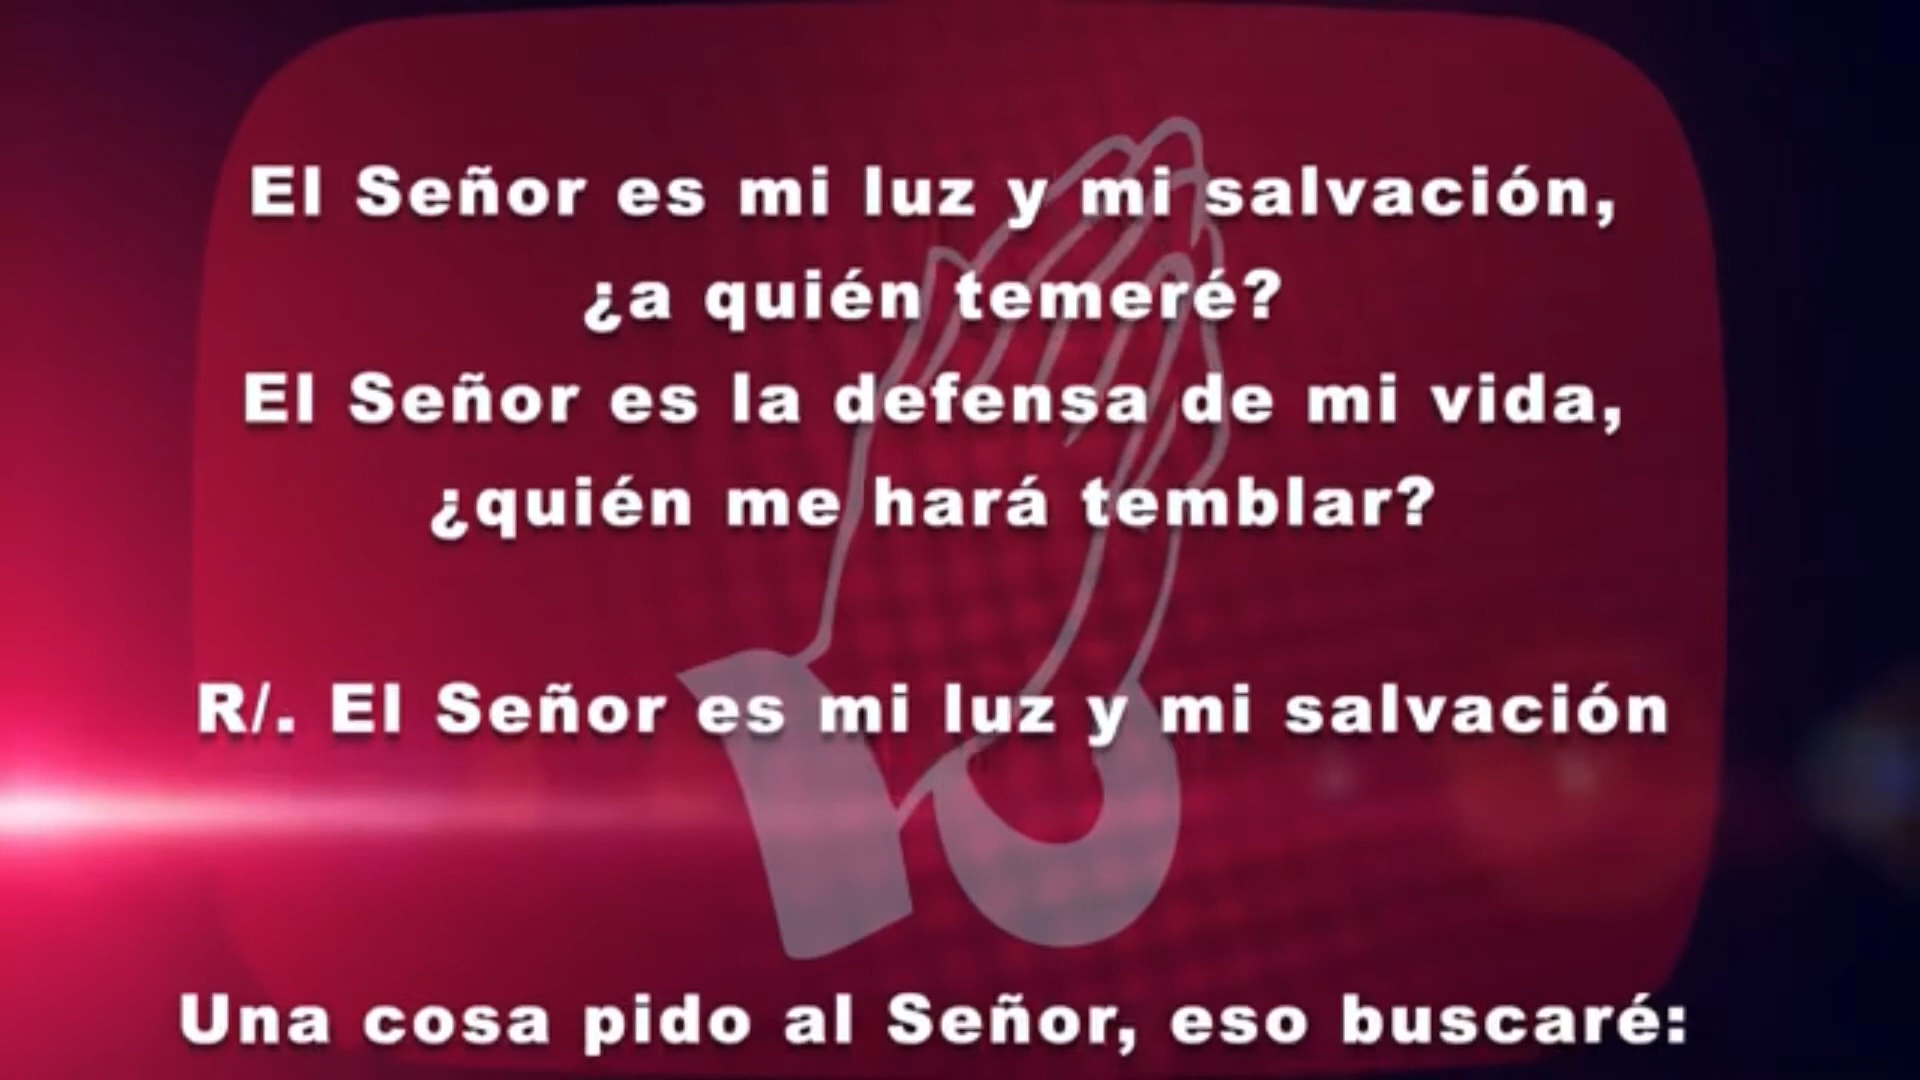 El Señor es mi luz y mi salvación,
¿a quién temeré?
El Señor es la defensa de mi vida,
¿quién me hará temblar?
R/. El Señor es mi luz y mi salvación
Una cosa pido al Señor, eso buscaré: